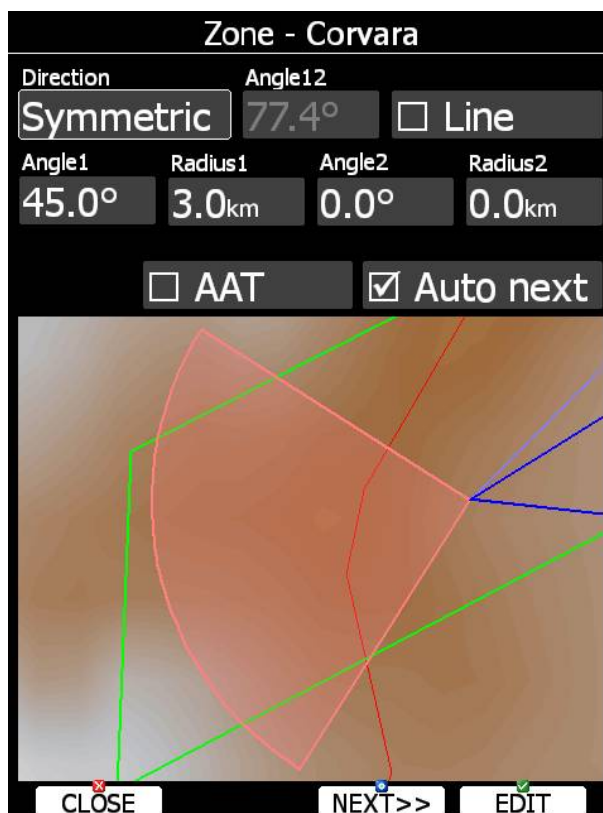 Zone - Corvara
Direction Angle12
Symmetric 77.4° Line
Angle1 Radius1 Angle2 Radius2
45.0° 3.0km 0.0° 0.0km
AAT Auto next
CLOSE NEXT>> EDIT